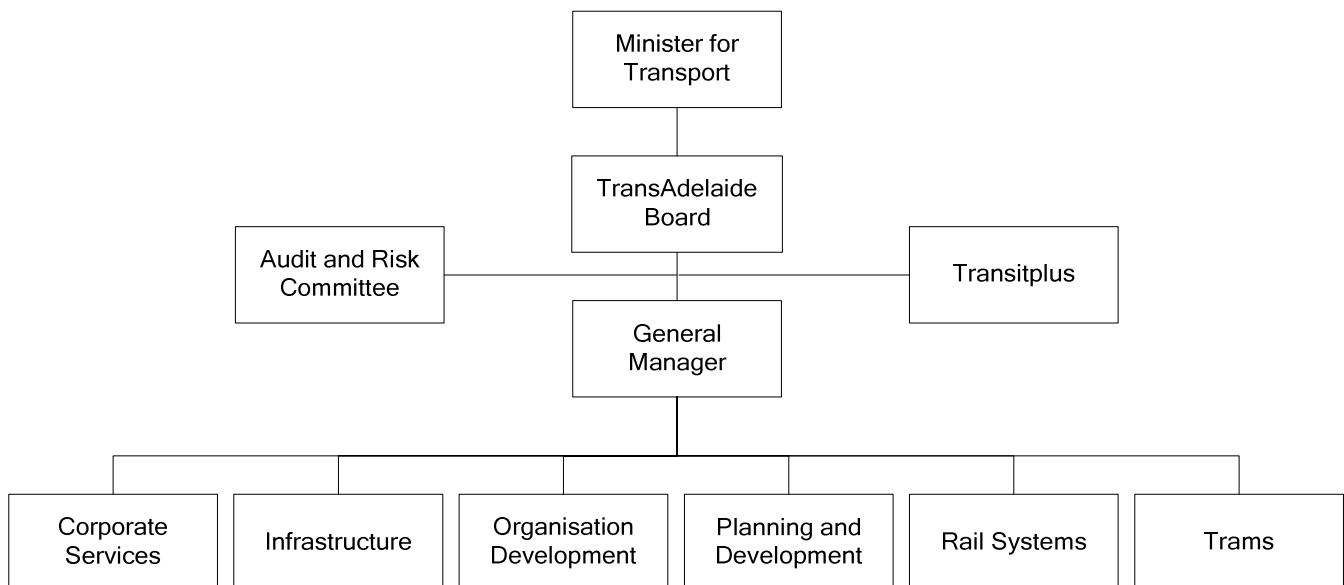 Minister for
Transport
TransAdelaide
Board
Audit and Risk
Committee
Transitplus
General
Manager
Corporate
Services
Infrastructure
Organisation
Development
Planning and
Development
Rail Systems
Trams